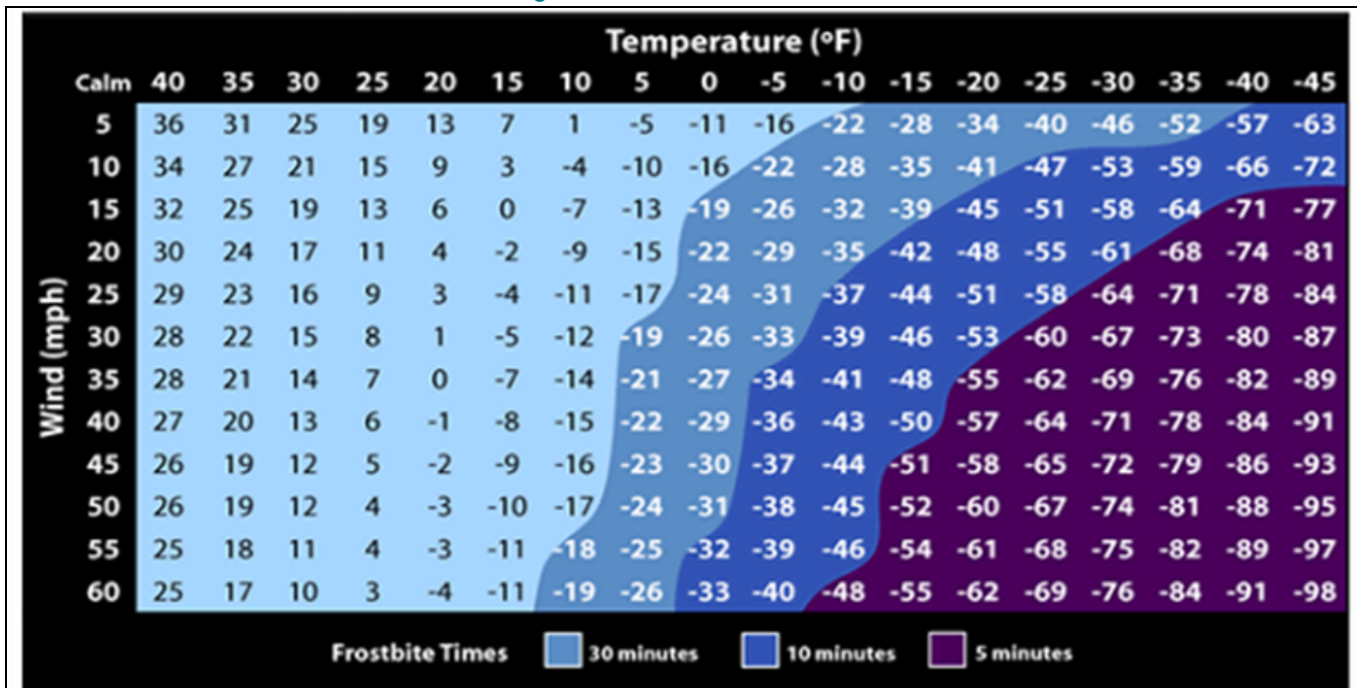 Temperature (°F)
Calm 40 35 30 25 20 15 10 5 0 -5 -10 -15 -20 -25 -30 -35 -40 -45
5 36 31 25 19 13 7 1 -5 -11 -16 -22 -28 -34 -40 -46 -52 -57 -63
10 34 27 21 15 9 3 -4 -10 -16 -22 -28 -35 -41 -47 -53 -59 -66 -72
15 32 25 19 13 6 0 -7 -13 -19 -26 -32 -39 -45 -51 -58 -64 -71 -77
20 30 24 17 11 4 -2 -9 -15 -22 -29 -35 -42 -48 -55 -61 -68 -74 -81
25 29 23 16 9 3 -4 -11 -17 -24 -31 -37 -44 -51 -58 -64 -71 -78 -84
30 28 22 15 8 1 -5 -12 -19 -26 -33 -39 -46 -53 -60 -67 -73 -80 -87
35 28 21 14 7 0 -7 -14 -21 -27 -34 -41 -48 -55 -62 -69 -76 -82 -89
40 27 20 13 6 -1 -8 -15 -22 -29 -36 -43 -50 -57 -64 -71 -78 -84 -91
45 26 19 12 5 -2 -9 -16 -23 -30 -37 -44 -51 -58 -65 -72 -79 -86 -93
50 26 19 12 4 -3 -10 -17 -24 -31 -38 -45 -52 -60 -67 -74 -81 -88 -95
55 25 18 11 4 -3 -11 -18 -25 -32 -39 -46 -54 -61 -68 -75 -82 -89 -97
60 25 17 10 3 -4 -11 -19 -26 -33 -40 -48 -55 -62 -69 -76 -84 -91 -98
Wind (mph)
Frostbite Times 30 minutes 10 minutes 5 minutes